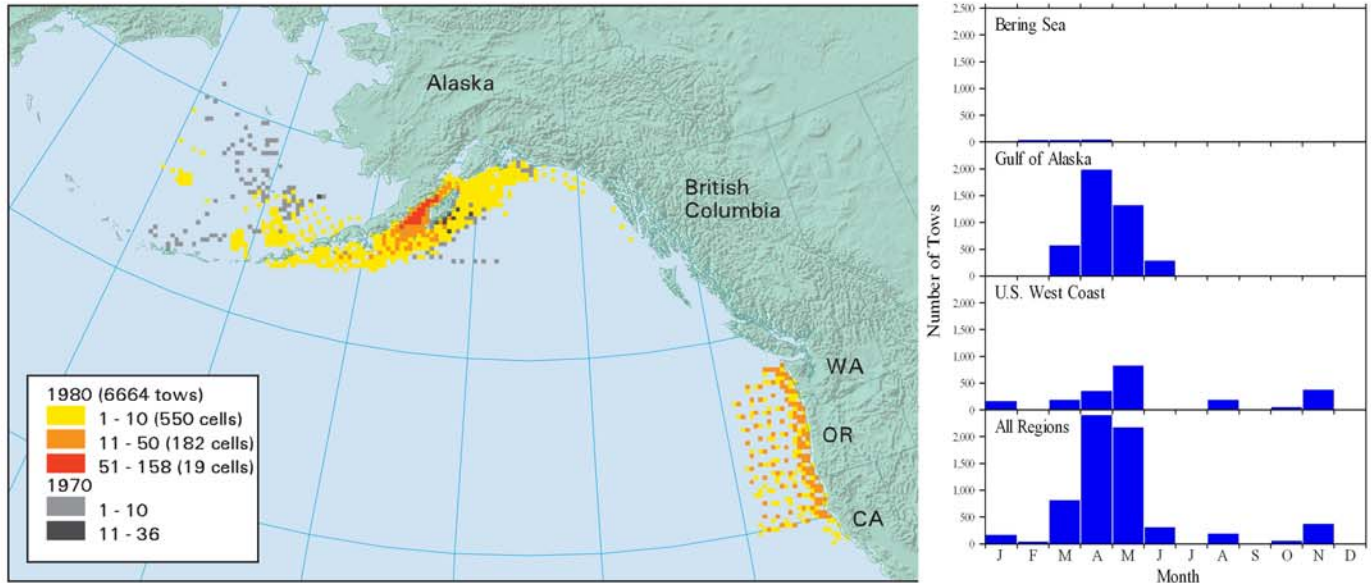 Alaska
British
Columbia
WA
OR
CA
1980 (6664 tows)
1 - 10 (550 cells)
11 - 50 (182 cells)
51 - 158 (19 cells)
1970
1 - 10
11 - 36
Number of Tows
2,500
Bering Sea
2,000
1,500
1,000
500
0
Gulf of Alaska
2,000
1,500
1,000
500
0
U.S. West Coast
2,000
1,500
1,000
500
0
All Regions
2,000
1,500
1,000
500
0
J F M A M J J A S O N D
Month